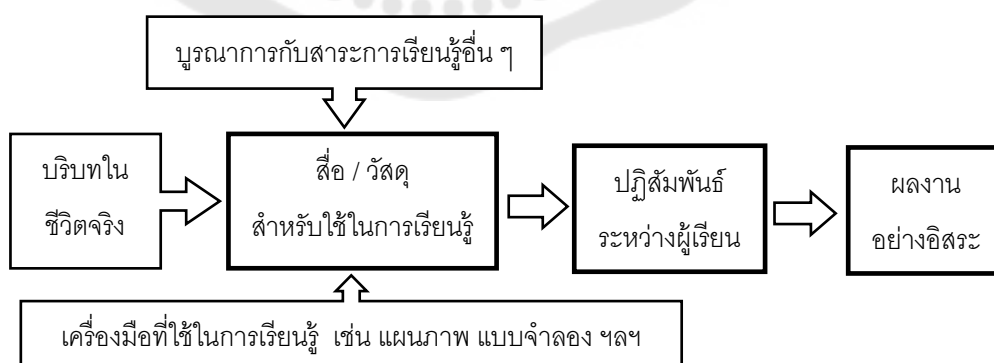 บูรณาการกับสาระการเรียนรู้อื่น ๆ
บริบทใน
ชีวิตจริง
สื่อ / วัสดุ
สำหรับใช้ในการเรียนรู้
ปฏิสัมพันธ์
ระหว่างผู้เรียน
ผลงาน
อย่างอิสระ
เครื่องมือที่ใช้ในการเรียนรู้ เช่น แผนภาพ แบบจำลอง ฯลฯ